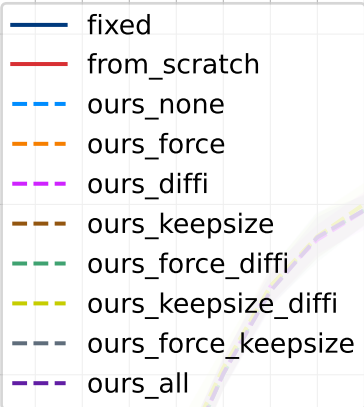 fixed
from_scratch
ours_none
ours_force
ours_diffi
ours_keepsize
ours_force_diffi
ours_keepsize_diffi
ours_force_keepsize
ours_all